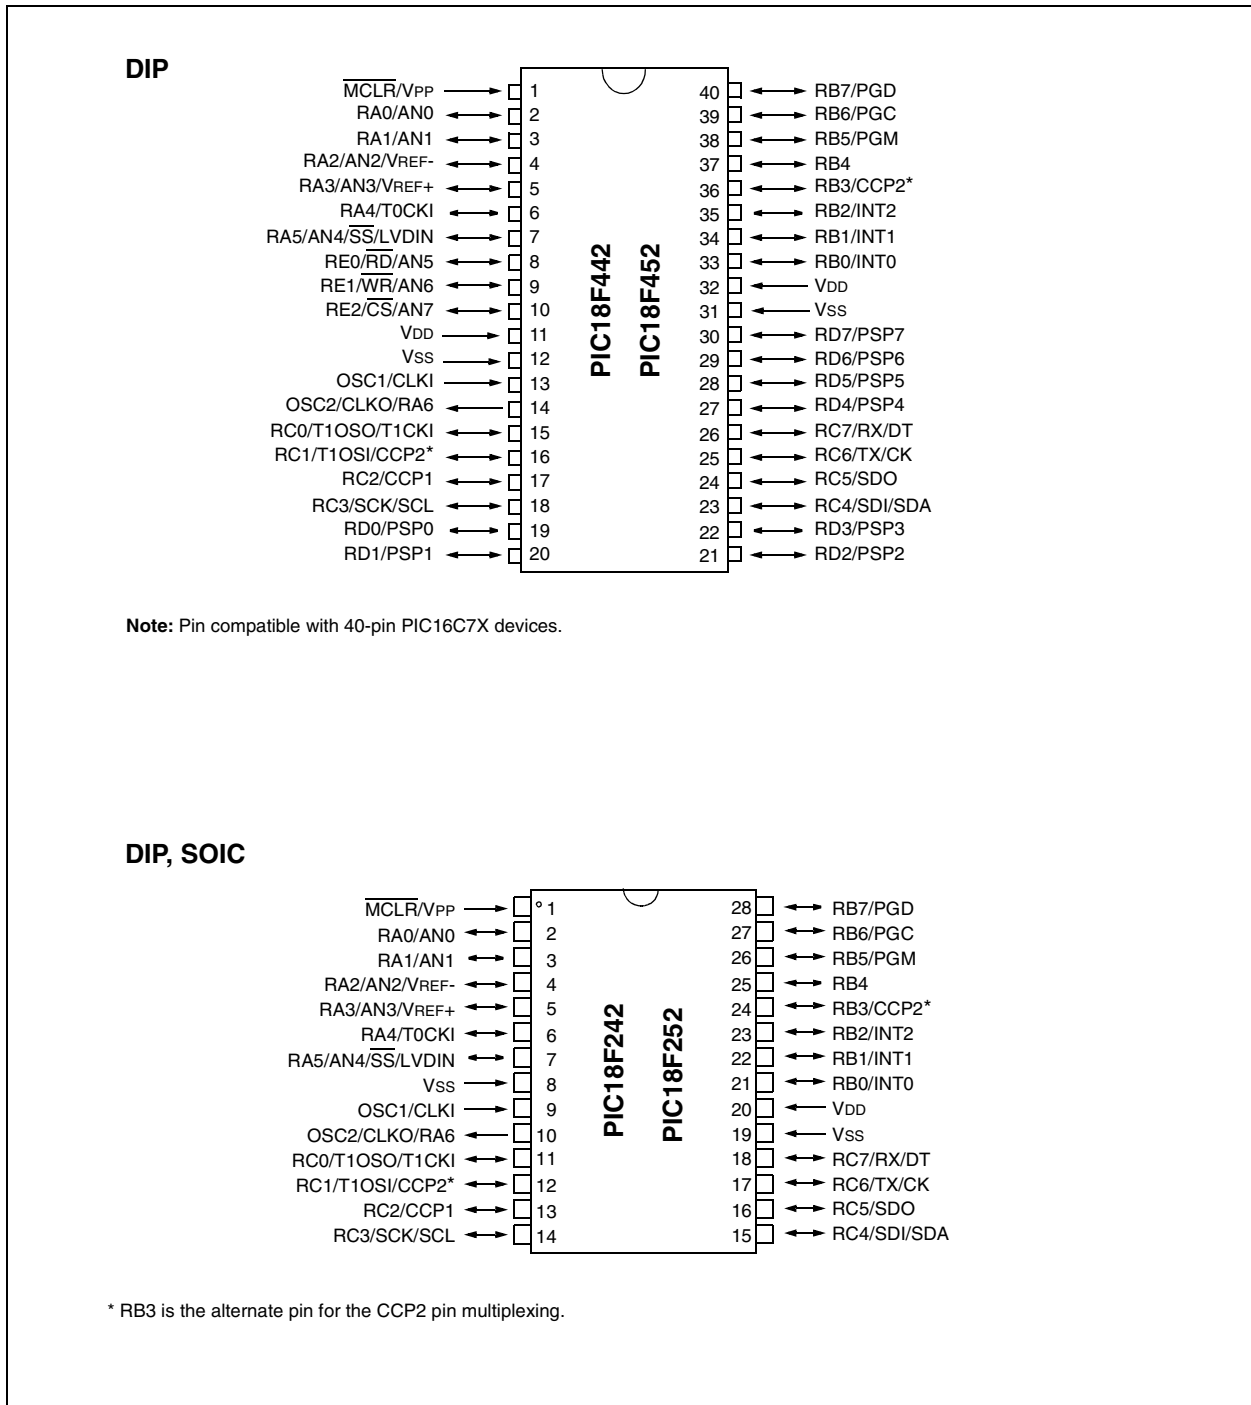 DIP
MCLR/VPP 1 40 RB7/PGD
RA0/AN0 2 39 RB6/PGC
RA1/AN1 3 38 RB5/PGM
RA2/AN2/VREF- 4 37 RB4
RA3/AN3/VREF+ 5 36 RB3/CCP2*
RA4/T0CKI 6 35 RB2/INT2
RA5/AN4/SS/LVDIN 7 34 RB1/INT1
RE0/RD/AN5 8 33 RB0/INT0
RE1/WR/AN6 9 32 VDD
RE2/CS/AN7 10 31 VSS
VDD 11 30 RD7/PSP7
VSS 12 29 RD6/PSP6
OSC1/CLKI 13 28 RD5/PSP5
OSC2/CLKO/RA6 14 27 RD4/PSP4
RC0/T1OSO/T1CKI 15 26 RC7/RX/DT
RC1/T1OSI/CCP2* 16 25 RC6/TX/CK
RC2/CCP1 17 24 RC5/SDO
RC3/SCK/SCL 18 23 RC4/SDI/SDA
RD0/PSP0 19 22 RD3/PSP3
RD1/PSP1 20 21 RD2/PSP2
PIC18F442
PIC18F452
Note: Pin compatible with 40-pin PIC16C7X devices.
DIP, SOIC
MCLR/VPP 1 28 RB7/PGD
RA0/AN0 2 27 RB6/PGC
RA1/AN1 3 26 RB5/PGM
RA2/AN2/VREF- 4 25 RB4
RA3/AN3/VREF+ 5 24 RB3/CCP2*
RA4/T0CKI 6 23 RB2/INT2
RA5/AN4/SS/LVDIN 7 22 RB1/INT1
VSS 8 21 RB0/INT0
OSC1/CLKI 9 20 VDD
OSC2/CLKO/RA6 10 19 VSS
RC0/T1OSO/T1CKI 11 18 RC7/RX/DT
RC1/T1OSI/CCP2* 12 17 RC6/TX/CK
RC2/CCP1 13 16 RC5/SDO
RC3/SCK/SCL 14 15 RC4/SDI/SDA
PIC18F242
PIC18F252
* RB3 is the alternate pin for the CCP2 pin multiplexing.